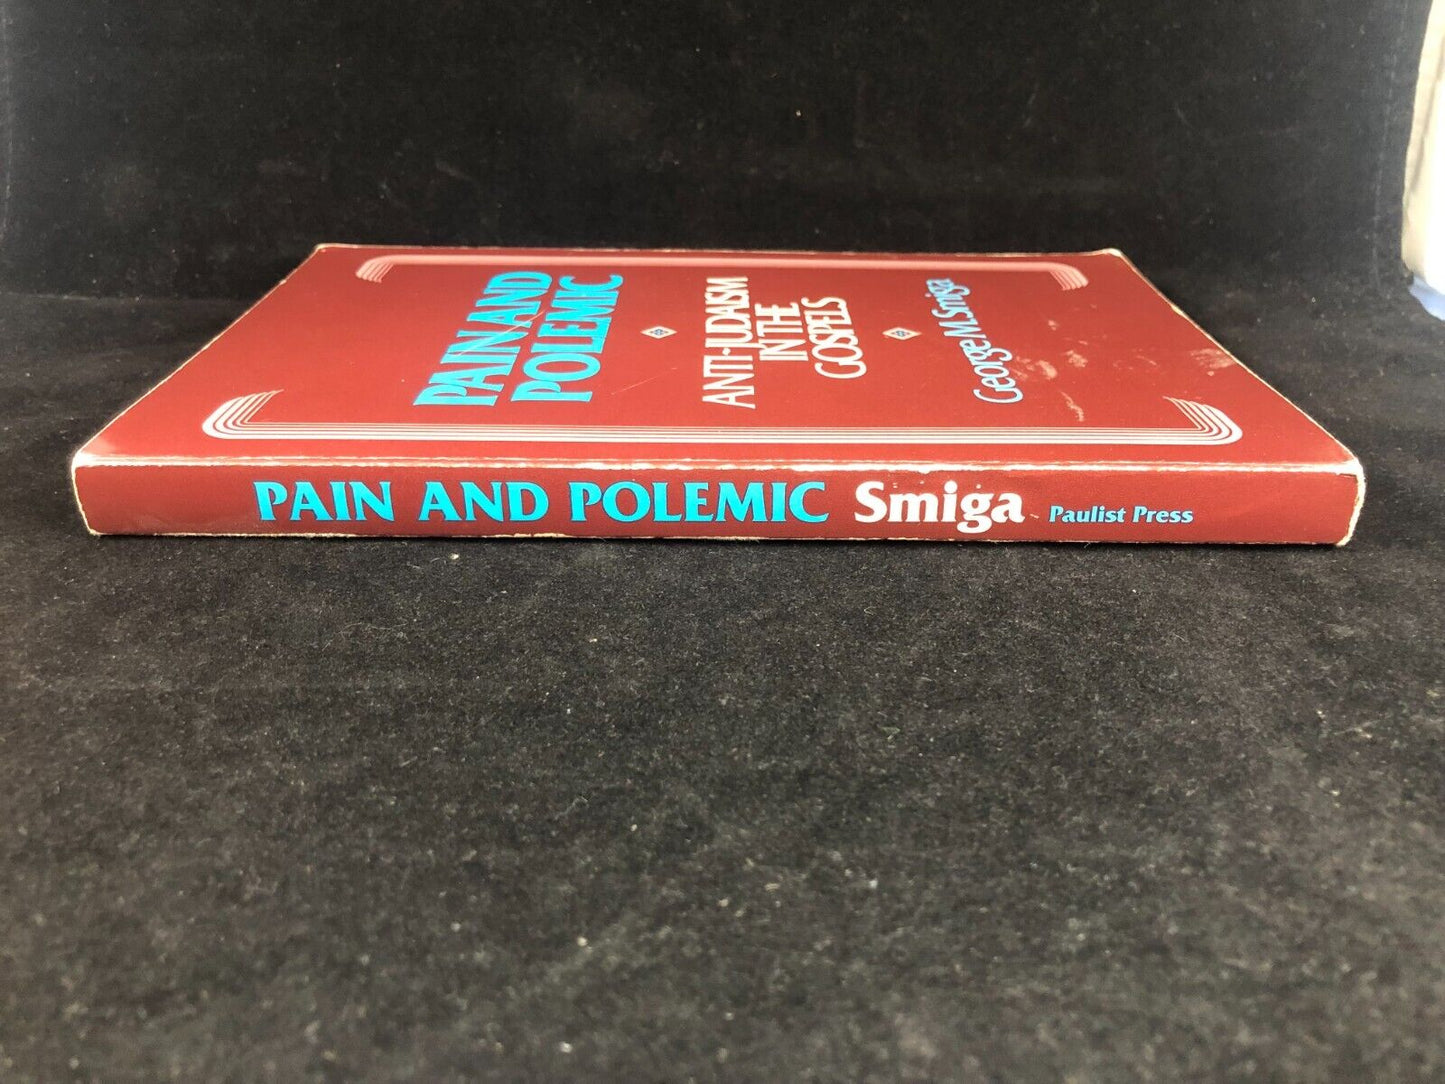 PAIN AND
POLEMIC
ANTI-JUDAISM
IN THE
GOSPELS
George M. Smiga
PAIN AND POLEMIC Smiga Paulist Press